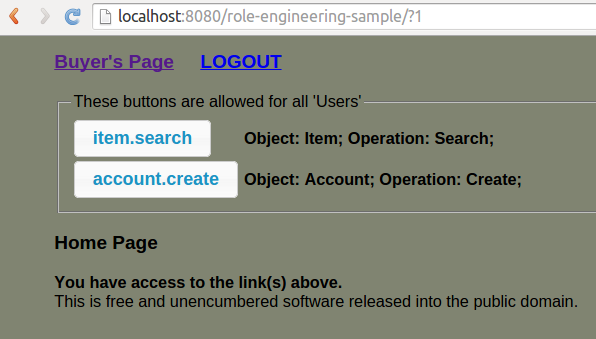 localhost:8080/role-engineering-sample/?1
Buyer's Page LOGOUT
These buttons are allowed for all 'Users'
item.search Object: Item; Operation: Search;
account.create Object: Account; Operation: Create;
Home Page
You have access to the link(s) above.
This is free and unencumbered software released into the public domain.